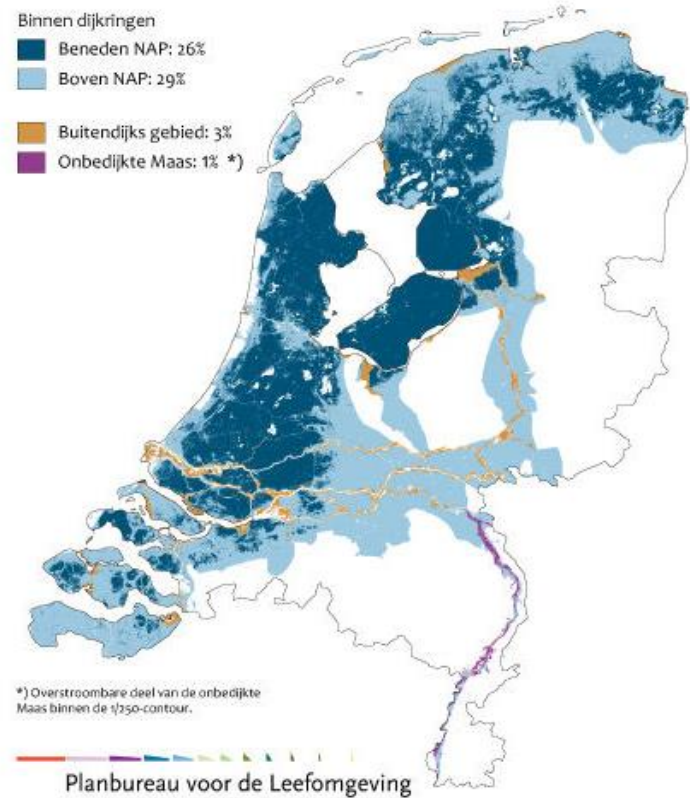 Binnen dijkringen
Beneden NAP: 26%
Boven NAP: 29%
Buitendijks gebied: 3%
Onbedijkte Maas: 1% *)
*) Overstroombare deel van de onbedijkte
Maas binnen de 1/250-contour.
Planbureau voor de Leefomgeving